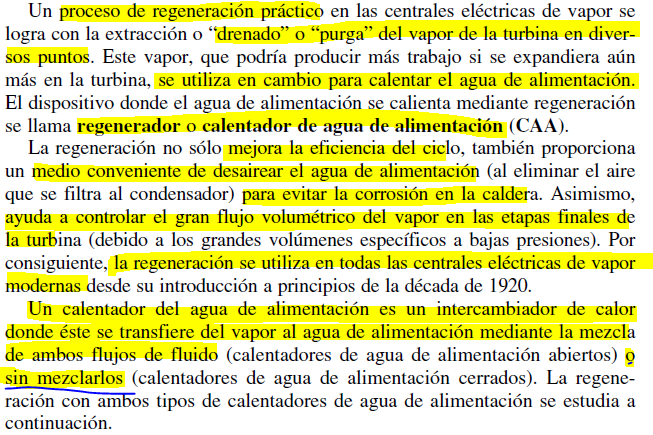 Un proceso de regeneración práctico en las centrales eléctricas de vapor se
logra con la extracción o “drenado” o “purga” del vapor de la turbina en diver-
sos puntos. Este vapor, que podría producir más trabajo si se expandiera aún
más en la turbina, se utiliza en cambio para calentar el agua de alimentación.
El dispositivo donde el agua de alimentación se calienta mediante regeneración
se llama regenerador o calentador de agua de alimentación (CAA).
La regeneración no sólo mejora la eficiencia del ciclo, también proporciona
un medio conveniente de desairear el agua de alimentación (al eliminar el aire
que se filtra al condensador) para evitar la corrosión en la caldera. Asimismo,
ayuda a controlar el gran flujo volumétrico del vapor en las etapas finales de
la turbina (debido a los grandes volúmenes específicos a bajas presiones). Por
consiguiente, la regeneración se utiliza en todas las centrales eléctricas de vapor
modernas desde su introducción a principios de la década de 1920.
Un calentador del agua de alimentación es un intercambiador de calor
donde éste se transfiere del vapor al agua de alimentación mediante la mezcla
de ambos flujos de fluido (calentadores de agua de alimentación abiertos) o
sin mezclarlos (calentadores de agua de alimentación cerrados). La regene-
ración con ambos tipos de calentadores de agua de alimentación se estudia a
continuación.